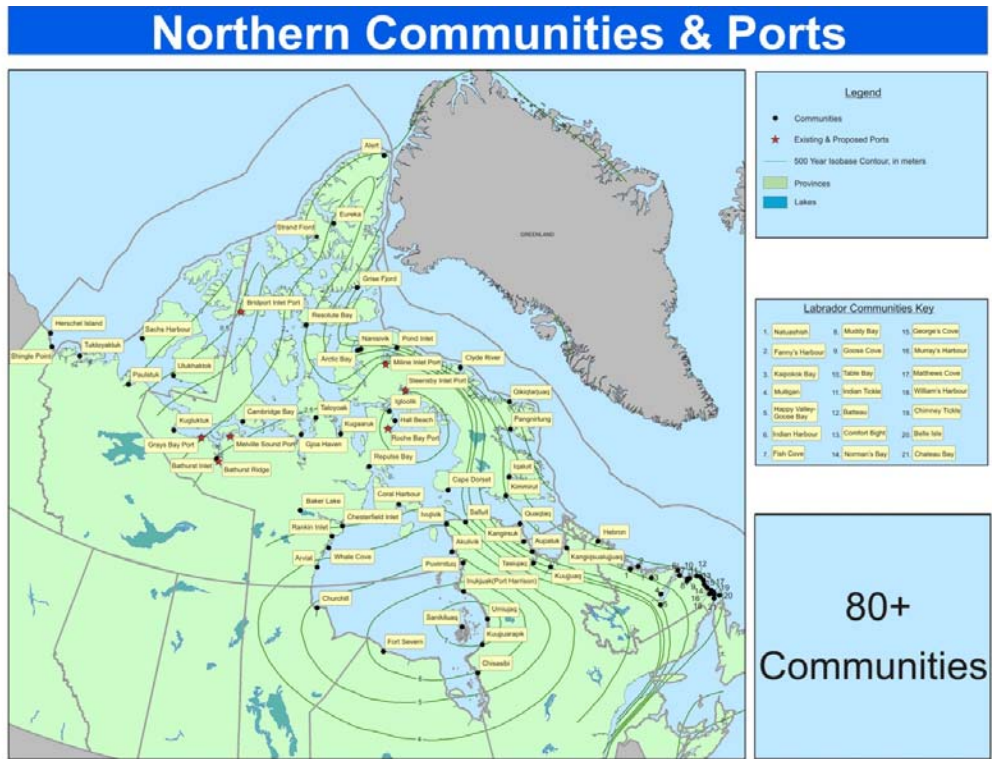 Northern Communities & Ports
Legend
Communities
Existing & Proposed Ports
500 Year Isobase Contour, in meters
Provinces
Lakes
Alert
Eureka
Strand Fiord
GREENLAND
Grise Fjord
Bridport Inlet Port
Resolute Bay
Herschel Island
Sachs Harbour
Tuktoyaktuk
Shingle Point
Nanisivik
Pond Inlet
Arctic Bay
Milne Inlet Port
Clyde River
Ulukhaktok
Paulatuk
Steensby Inlet Port
Qikiqtarjuaq
Igloolik
Cambridge Bay
Taloyoak
Hall Beach
Pangnirtung
Kugluktuk
Kugaaruk
Roche Bay Port
Grays Bay Port
Melville Sound Port
Gjoa Haven
Bathurst Inlet
Bathurst Ridge
Repulse Bay
Iqaluit
Cape Dorset
Kimmirut
Coral Harbour
Baker Lake
Chesterfield Inlet
Ivujivik
Salluit
Quaqtaq
Rankin Inlet
Kangirsuk
Hebron
Akulivik
Aupaluk
Whale Cove
Kangiqsualujjuaq
Arviat
Puvirnituq
Tasiujaq
Kuujjuaq
Inukjuak(Port Harrison)
Churchill
Umiujaq
Sanikiluaq
Kuujjuarapik
Fort Severn
Chisasibi
Labrador Communities Key
1. Natuashish 8. Muddy Bay 15. George's Cove
2. Fanny's Harbour 9. Goose Cove 16. Murray's Harbour
3. Kaipokok Bay 10. Table Bay 17. Matthews Cove
4. Mulligan 11. Indian Tickle 18. William's Harbour
5. Happy Valley- Goose Bay 12. Batteau 19. Chimney Tickle
6. Indian Harbour 13. Comfort Bight 20. Belle Isle
7. Fish Cove 14. Norman's Bay 21. Chateau Bay
80+
Communities